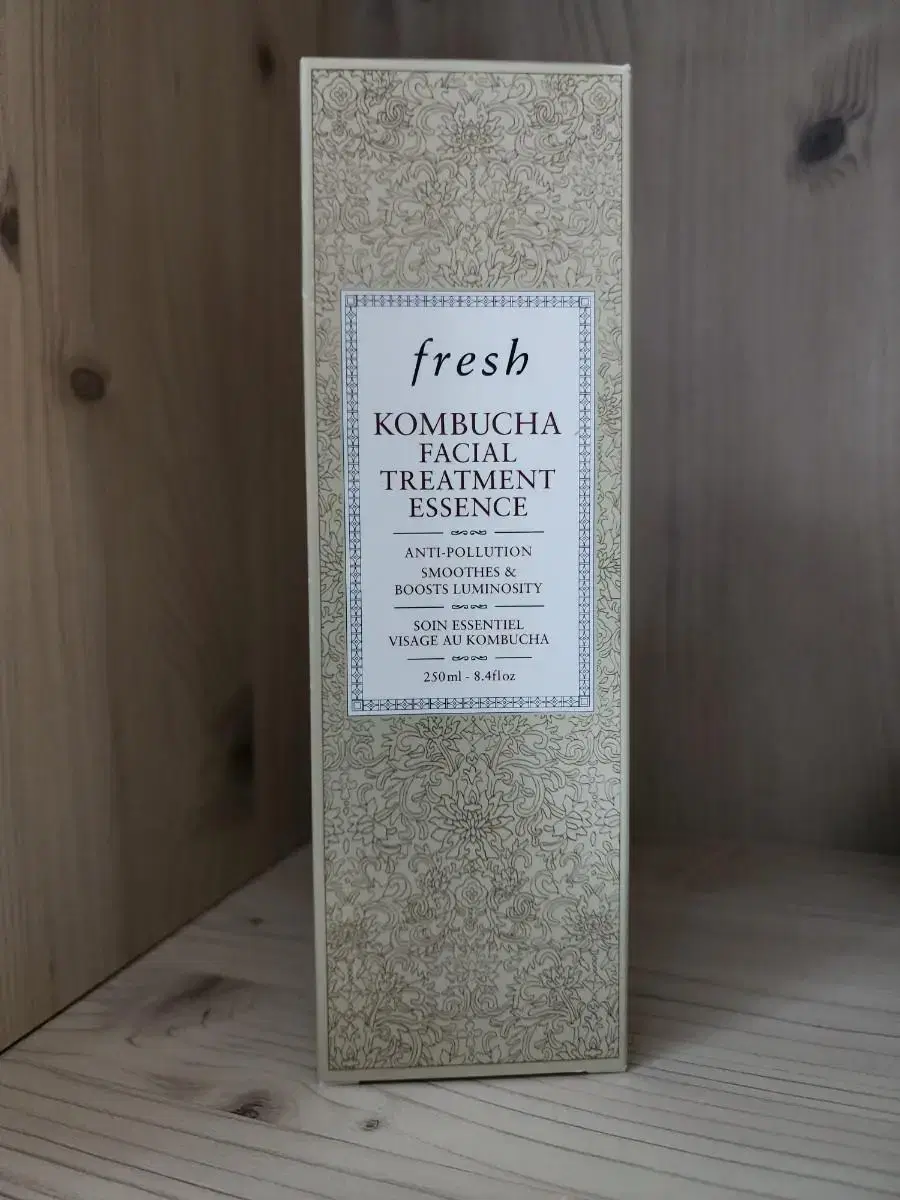 fresh
KOMBUCHA
FACIAL
TREATMENT
ESSENCE
ANTI-POLLUTION
SMOOTHES &
BOOSTS LUMINOSITY
SOIN ESSENTIEL
VISAGE AU KOMBUCHA
250ml - 8.4fl oz